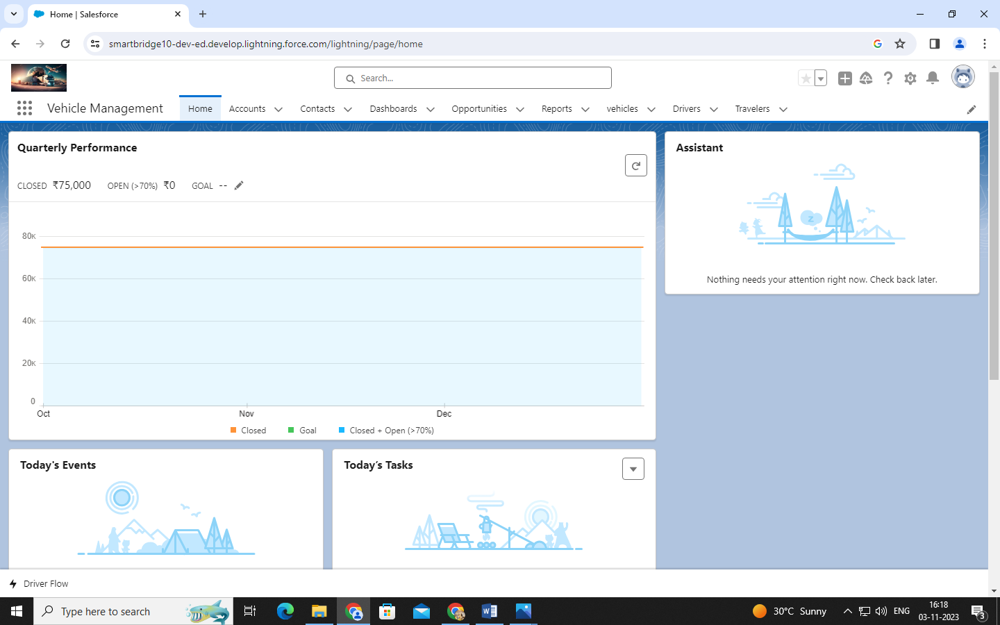 Home | Salesforce
smartbridge10-dev-ed.develop.lightning.force.com/lightning/page/home
Search...
Vehicle Management
Home
Accounts
Contacts
Dashboards
Opportunities
Reports
vehicles
Drivers
Travelers
Quarterly Performance
CLOSED ₹75,000 OPEN (>70%) ₹0 GOAL --
80K
60K
40K
20K
0
Oct Nov Dec
Closed Goal Closed + Open (>70%)
Assistant
z
Nothing needs your attention right now. Check back later.
Today's Events
Today's Tasks
Driver Flow
Type here to search
30°C Sunny
ENG
16:18
03-11-2023
3